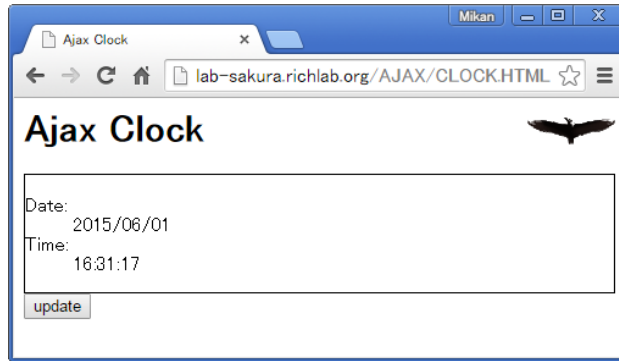 Mikan
Ajax Clock
lab-sakura.richlab.org/AJAX/CLOCK.HTML
Ajax Clock
Date:
2015/06/01
Time:
16:31:17
update